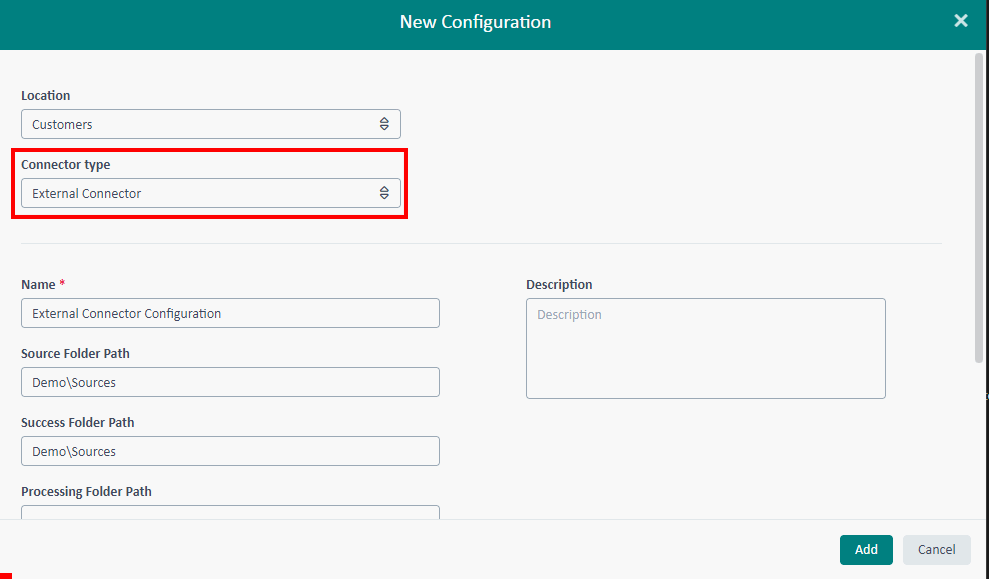 New Configuration
Location
Customers
Connector type
External Connector
Name *
External Connector Configuration
Description
Description
Source Folder Path
Demo\Sources
Success Folder Path
Demo\Sources
Processing Folder Path
Add
Cancel